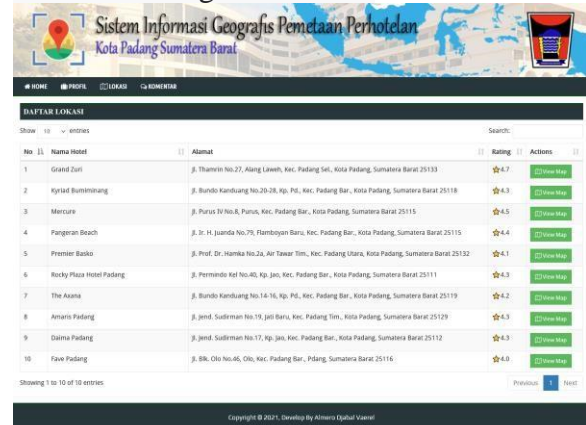 Sistem Informasi Geografis Pemetaan Perhotelan
Kota Padang Sumatera Barat
HOME PROFIL LOKASI KOMENTAR
DAFTAR LOKASI
Show 10 entries Search:
No Nama Hotel Alamat Rating Actions
1 Grand Zuri Jl. Thamrin No.27, Alang Laweh, Kec. Padang Sel., Kota Padang, Sumatera Barat 25133 4.7 View Map
2 Kyriad Bumiminang Jl. Bundo Kanduang No.20-28, Kp. Pd., Kec. Padang Bar., Kota Padang, Sumatera Barat 25118 4.3 View Map
3 Mercure Jl. Purus IV No.8, Purus, Kec. Padang Bar., Kota Padang, Sumatera Barat 25115 4.5 View Map
4 Pangeran Beach Jl. Ir. H. Juanda No.79, Flamboyan Baru, Kec. Padang Bar., Kota Padang, Sumatera Barat 25115 4.4 View Map
5 Premier Basko Jl. Prof. Dr. Hamka No.2a, Air Tawar Tim., Kec. Padang Utara, Kota Padang, Sumatera Barat 25132 4.1 View Map
6 Rocky Plaza Hotel Padang Jl. Permindo Kel No.40, Kp. Jao, Kec. Padang Bar., Kota Padang, Sumatera Barat 25111 4.3 View Map
7 The Axana Jl. Bundo Kanduang No.14-16, Kp. Pd., Kec. Padang Bar., Kota Padang, Sumatera Barat 25119 4.2 View Map
8 Amaris Padang Jl. Jend. Sudirman No.19, Jati Baru, Kec. Padang Tim., Kota Padang, Sumatera Barat 25129 4.3 View Map
9 Daima Padang Jl. Jend. Sudirman No.17, Kp. Jao, Kec. Padang Bar., Kota Padang, Sumatera Barat 25112 4.3 View Map
10 Fave Padang Jl. Blk. Olo No.46, Olo, Kec. Padang Bar., Pdang, Sumatera Barat 25116 4.0 View Map
Showing 1 to 10 of 10 entries Previous 1 Next
Copyright © 2021, Develop By Almero Djabal Vaenel